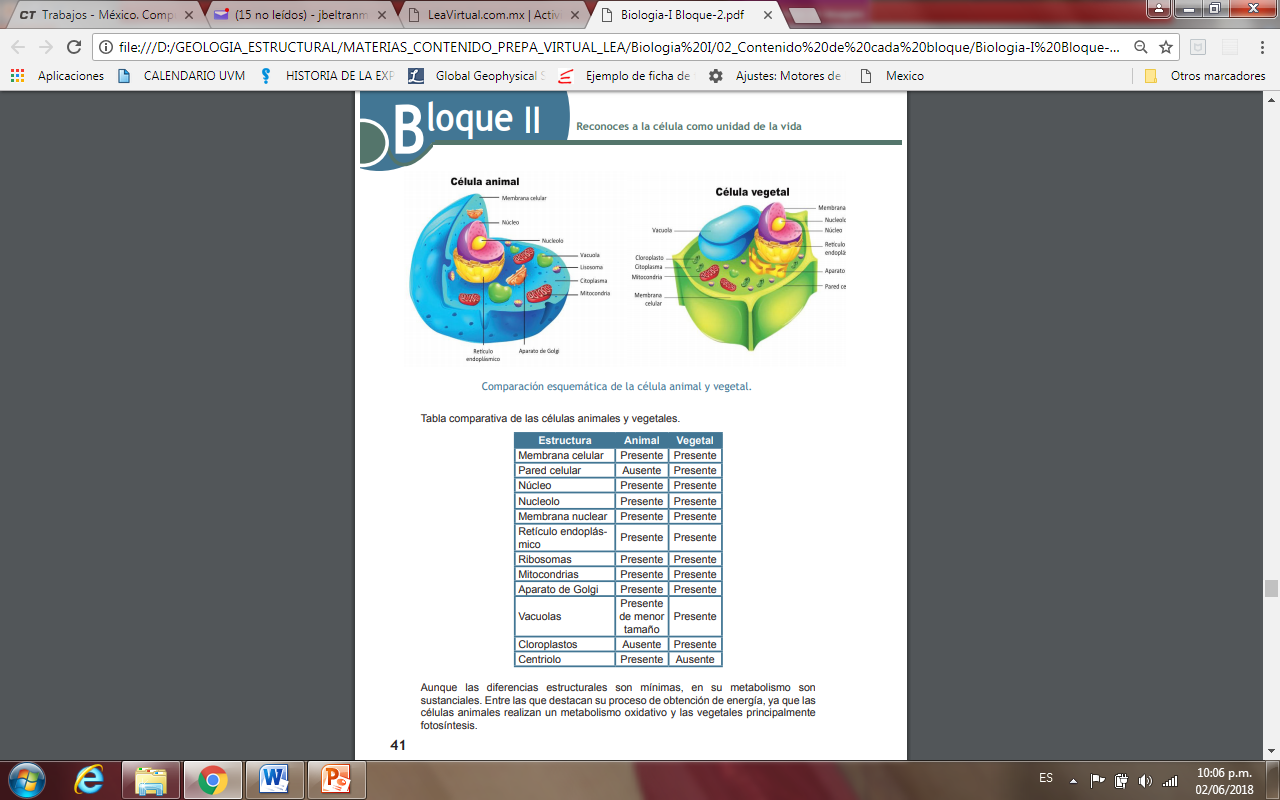 CT Trabajos - México. Comp
(15 no leídos) - jbeltranm
LeaVirtual.com.mx | Activi
Biologia-I Bloque-2.pdf
file:///D:/GEOLOGIA_ESTRUCTURAL/MATERIAS_CONTENIDO_PREPA_VIRTUAL_LEA/Biologia%20I/02_Contenido%20de%20cada%20bloque/Biologia-I%20Bloque-...
Aplicaciones
CALENDARIO UVM
HISTORIA DE LA EXP
Global Geophysical S
Ejemplo de ficha de
Ajustes: Motores de
Mexico
Otros marcadores
Bloque II
Reconoces a la célula como unidad de la vida
Célula animal
Membrana celular
Núcleo
Nucleolo
Vacuola
Lisosoma
Citoplasma
Mitocondria
Retículo
endoplásmico
Aparato de Golgi
Célula vegetal
Vacuola
Cloroplasto
Citoplasma
Mitocondria
Membrana
celular
Membrana
Nucleolo
Núcleo
Retículo
endoplá
Aparato
Pared ce
Comparación esquemática de la célula animal y vegetal.
Tabla comparativa de las células animales y vegetales.
Estructura Animal Vegetal
Membrana celular Presente Presente
Pared celular Ausente Presente
Núcleo Presente Presente
Nucleolo Presente Presente
Membrana nuclear Presente Presente
Retículo endoplás-
mico Presente Presente
Ribosomas Presente Presente
Mitocondrias Presente Presente
Aparato de Golgi Presente Presente
Vacuolas Presente
de menor
tamaño Presente
Cloroplastos Ausente Presente
Centriolo Presente Ausente
Aunque las diferencias estructurales son mínimas, en su metabolismo son
sustanciales. Entre las que destacan su proceso de obtención de energía, ya que las
células animales realizan un metabolismo oxidativo y las vegetales principalmente
fotosíntesis.
41
ES
10:06 p.m.
02/06/2018